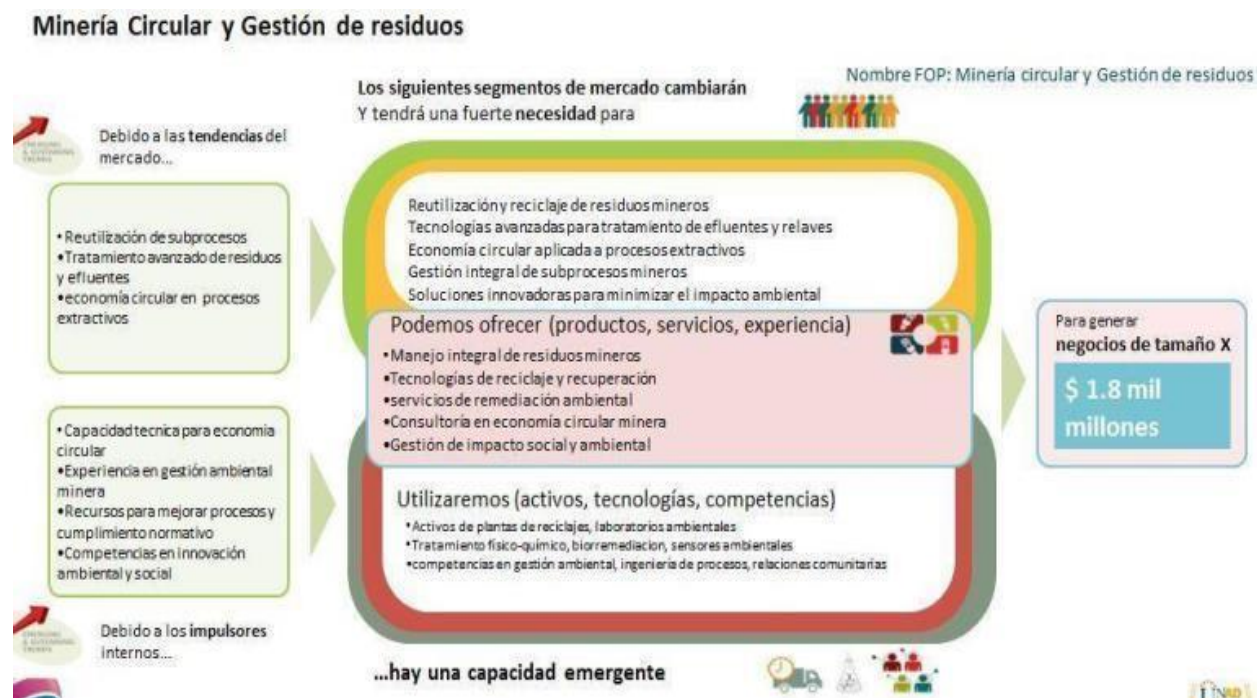 Minería Circular y Gestión de residuos
Nombre FOP: Minería circular y Gestión de residuos
Los siguientes segmentos de mercado cambiarán
Y tendrá una fuerte necesidad para
Debido a las tendencias del
mercado...
• Reutilización de subprocesos
•Tratamiento avanzado de residuos
y efluentes
•economía circular en procesos
extractivos
Reutilización y reciclaje de residuos mineros
Tecnologías avanzadas para tratamiento de efluentes y relaves
Economía circular aplicada a procesos extractivos
Gestión integral de subprocesos mineros
Soluciones innovadoras para minimizar el impacto ambiental
Podemos ofrecer (productos, servicios, experiencia)
•Manejo integral de residuos mineros
•Tecnologías de reciclaje y recuperación
•servicios de remediación ambiental
•Consultoría en economía circular minera
•Gestión de impacto social y ambiental
Para generar
negocios de tamaño X
$ 1.8 mil
millones
• Capacidad tecnica para economia
circular
•Experiencia en gestión ambiental
minera
•Recursos para mejorar procesos y
cumplimiento normativo
•Competencias en innovación
ambiental y social
Utilizaremos (activos, tecnologías, competencias)
•Activos de plantas de reciclajes, laboratorios ambientales
•Tratamiento físico-químico, biorremediacion, sensores ambientales
•competencias en gestión ambiental, ingeniería de procesos, relaciones comunitarias
Debido a los impulsores
internos...
...hay una capacidad emergente